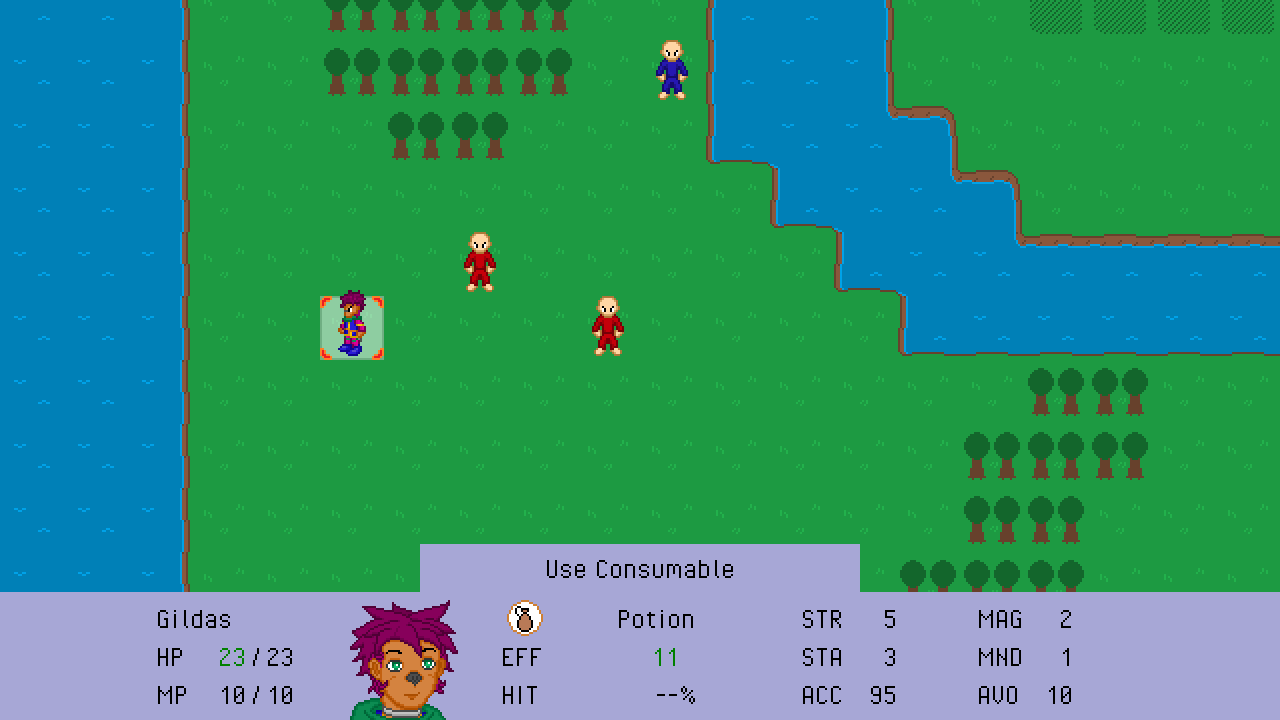 Use Consumable
Gildas Potion STR 5 MAG 2
HP 23/23 EFF 11 STA 3 MND 1
MP 10/10 HIT --% ACC 95 AVO 10